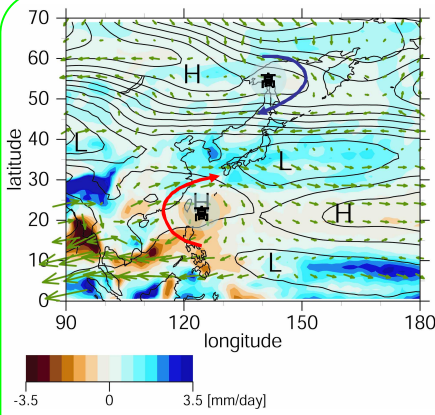 70
60
50
40
30
20
10
0
latitude
H
高
L
L
H
高
H
L
90
120
150
180
longitude
-3.5
0
3.5 [mm/day]